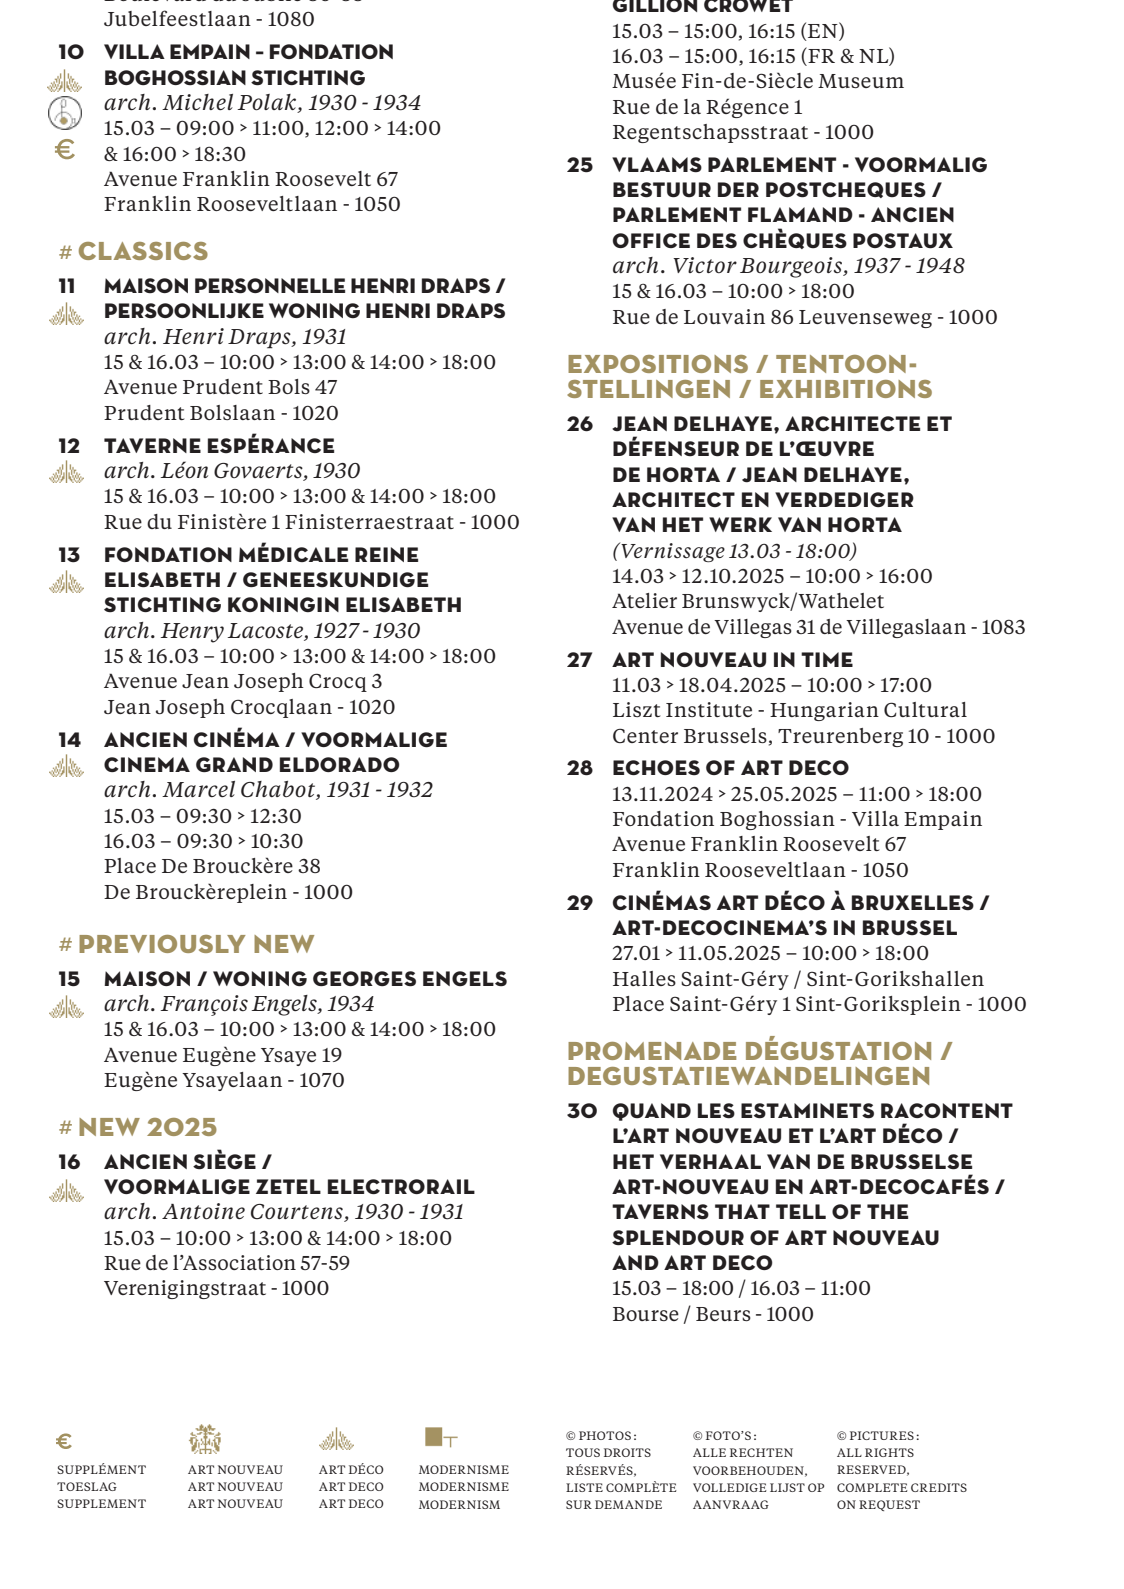 Jubelfeestlaan - 1080
10 VILLA EMPAIN – FONDATION
BOGHOSSIAN STICHTING
arch. Michel Polak, 1930 - 1934
15.03 – 09:00 > 11:00, 12:00 > 14:00
€ & 16:00 > 18:30
Avenue Franklin Roosevelt 67
Franklin Rooseveltlaan - 1050
# CLASSICS
11 MAISON PERSONNELLE HENRI DRAPS /
PERSOONLIJKE WONING HENRI DRAPS
arch. Henri Draps, 1931
15 & 16.03 – 10:00 > 13:00 & 14:00 > 18:00
Avenue Prudent Bols 47
Prudent Bolslaan - 1020
12 TAVERNE ESPÉRANCE
arch. Léon Govaerts, 1930
15 & 16.03 – 10:00 > 13:00 & 14:00 > 18:00
Rue du Finistère 1 Finisterraestraat - 1000
13 FONDATION MÉDICALE REINE
ELISABETH / GENEESKUNDIGE
STICHTING KONINGIN ELISABETH
arch. Henry Lacoste, 1927 - 1930
15 & 16.03 – 10:00 > 13:00 & 14:00 > 18:00
Avenue Jean Joseph Crocq 3
Jean Joseph Crocqlaan - 1020
14 ANCIEN CINÉMA / VOORMALIGE
CINEMA GRAND ELDORADO
arch. Marcel Chabot, 1931 - 1932
15.03 – 09:30 > 12:30
16.03 – 09:30 > 10:30
Place De Brouckère 38
De Brouckèreplein - 1000
# PREVIOUSLY NEW
15 MAISON / WONING GEORGES ENGELS
arch. François Engels, 1934
15 & 16.03 – 10:00 > 13:00 & 14:00 > 18:00
Avenue Eugène Ysaye 19
Eugène Ysayelaan - 1070
# NEW 2025
16 ANCIEN SIÈGE /
VOORMALIGE ZETEL ELECTRORAIL
arch. Antoine Courtens, 1930 - 1931
15.03 – 10:00 > 13:00 & 14:00 > 18:00
Rue de l’Association 57-59
Verenigingstraat - 1000
GILLION CROWET
15.03 – 15:00, 16:15 (EN)
16.03 – 15:00, 16:15 (FR & NL)
Musée Fin-de-Siècle Museum
Rue de la Régence 1
Regentschapsstraat - 1000
25 VLAAMS PARLEMENT - VOORMALIG
BESTUUR DER POSTCHEQUES /
PARLEMENT FLAMAND - ANCIEN
OFFICE DES CHÈQUES POSTAUX
arch. Victor Bourgeois, 1937 - 1948
15 & 16.03 – 10:00 > 18:00
Rue de Louvain 86 Leuvenseweg - 1000
EXPOSITIONS / TENTOON-
STELLINGEN / EXHIBITIONS
26 JEAN DELHAYE, ARCHITECTE ET
DÉFENSEUR DE L’ŒUVRE
DE HORTA / JEAN DELHAYE,
ARCHITECT EN VERDEDIGER
VAN HET WERK VAN HORTA
(Vernissage 13.03 - 18:00)
14.03 > 12.10.2025 – 10:00 > 16:00
Atelier Brunswyck/Wathelet
Avenue de Villegas 31 de Villegaslaan - 1083
27 ART NOUVEAU IN TIME
11.03 > 18.04.2025 – 10:00 > 17:00
Liszt Institute - Hungarian Cultural
Center Brussels, Treurenberg 10 - 1000
28 ECHOES OF ART DECO
13.11.2024 > 25.05.2025 – 11:00 > 18:00
Fondation Boghossian - Villa Empain
Avenue Franklin Roosevelt 67
Franklin Rooseveltlaan - 1050
29 CINÉMAS ART DÉCO À BRUXELLES /
ART-DECOCINEMA’S IN BRUSSEL
27.01 > 11.05.2025 – 10:00 > 18:00
Halles Saint-Géry / Sint-Gorikshallen
Place Saint-Géry 1 Sint-Goriksplein - 1000
PROMENADE DÉGUSTATION /
DEGUSTATIEWANDELINGEN
30 QUAND LES ESTAMINETS RACONTENT
L’ART NOUVEAU ET L’ART DÉCO /
HET VERHAAL VAN DE BRUSSELSE
ART-NOUVEAU EN ART-DECOCAFÉS /
TAVERNS THAT TELL OF THE
SPLENDOUR OF ART NOUVEAU
AND ART DECO
15.03 – 18:00 / 16.03 – 11:00
Bourse / Beurs - 1000
€
SUPPLÉMENT
TOESLAG
SUPPLEMENT
ART NOUVEAU
ART NOUVEAU
ART NOUVEAU
ART DÉCO
ART DECO
ART DECO
MODERNISME
MODERNISME
MODERNISM
© PHOTOS :
TOUS DROITS
RÉSERVÉS,
LISTE COMPLÈTE
SUR DEMANDE
© FOTO’S :
ALLE RECHTEN
VOORBEHOUDEN,
VOLLEDIGE LIJST OP
AANVRAAG
© PICTURES :
ALL RIGHTS
RESERVED,
COMPLETE CREDITS
ON REQUEST